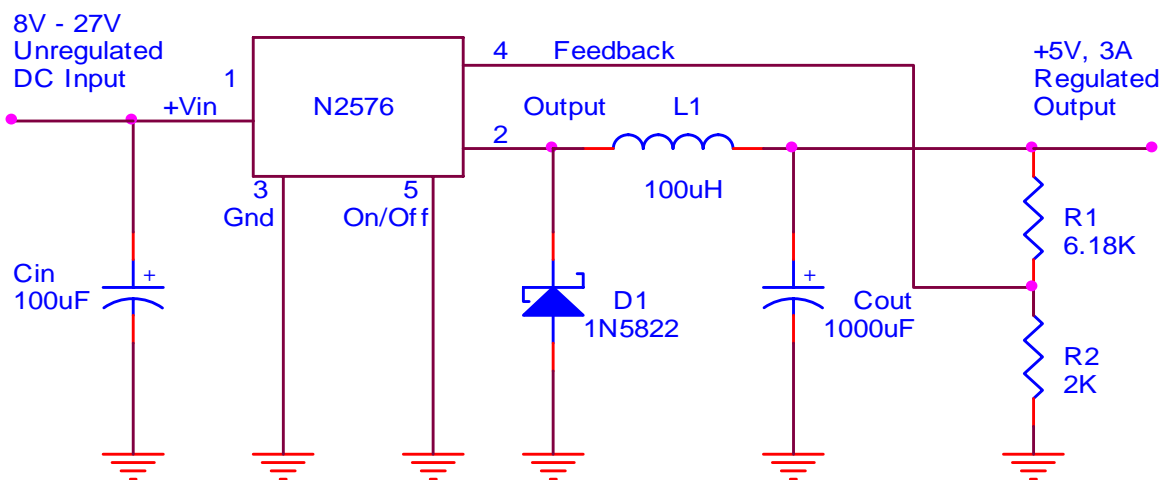 8V - 27V
Unregulated
DC Input
1
+Vin
N2576
4
Feedback
Output
L1
2
100uH
3
Gnd
5
On/Off
+5V, 3A
Regulated
Output
Cin
100uF
+
D1
1N5822
+
Cout
1000uF
R1
6.18K
R2
2K